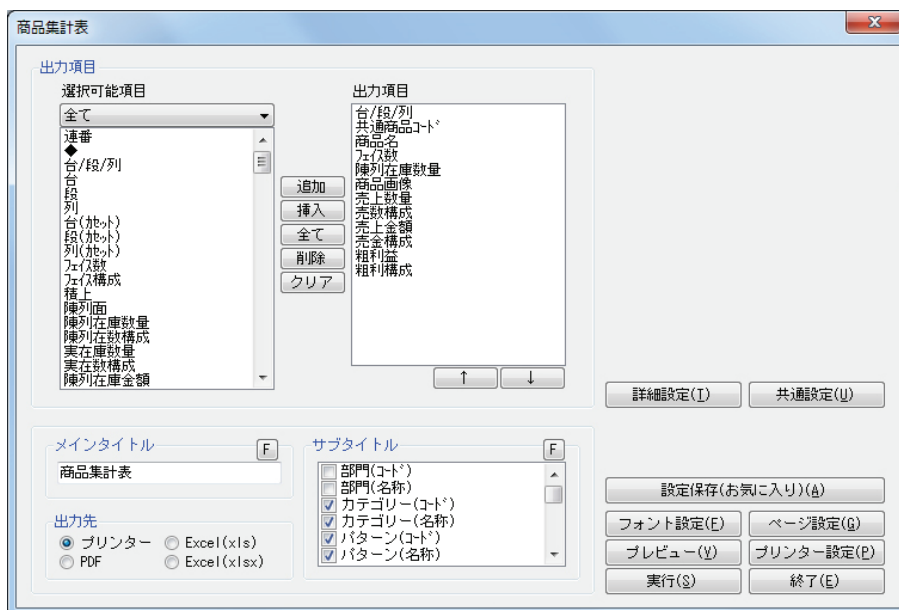 商品集計表
出力項目
選択可能項目
全て
連番
◆
台/段/列
台
段
列
台(ｶｾｯﾄ)
段(ｶｾｯﾄ)
列(ｶｾｯﾄ)
ﾌｪｲｽ数
ﾌｪｲｽ構成
積上
陳列面
陳列在庫数量
陳列在数構成
実在庫数量
実在数構成
陳列在庫金額
追加
挿入
全て
削除
クリア
出力項目
台/段/列
共通商品ｺｰﾄﾞ
商品名
ﾌｪｲｽ数
陳列在庫数量
商品画像
売上数量
売数構成
売上金額
売金構成
粗利益
粗利構成
↑ ↓
詳細設定(I) 共通設定(U)
メインタイトル F
商品集計表
出力先
プリンター Excel(xls)
PDF Excel(xlsx)
サブタイトル F
部門(ｺｰﾄﾞ)
部門(名称)
カテゴリー(ｺｰﾄﾞ)
カテゴリー(名称)
パターン(ｺｰﾄﾞ)
パターン(名称)
設定保存(お気に入り)(A)
フォント設定(F) ページ設定(G)
プレビュー(V) プリンター設定(P)
実行(S) 終了(E)